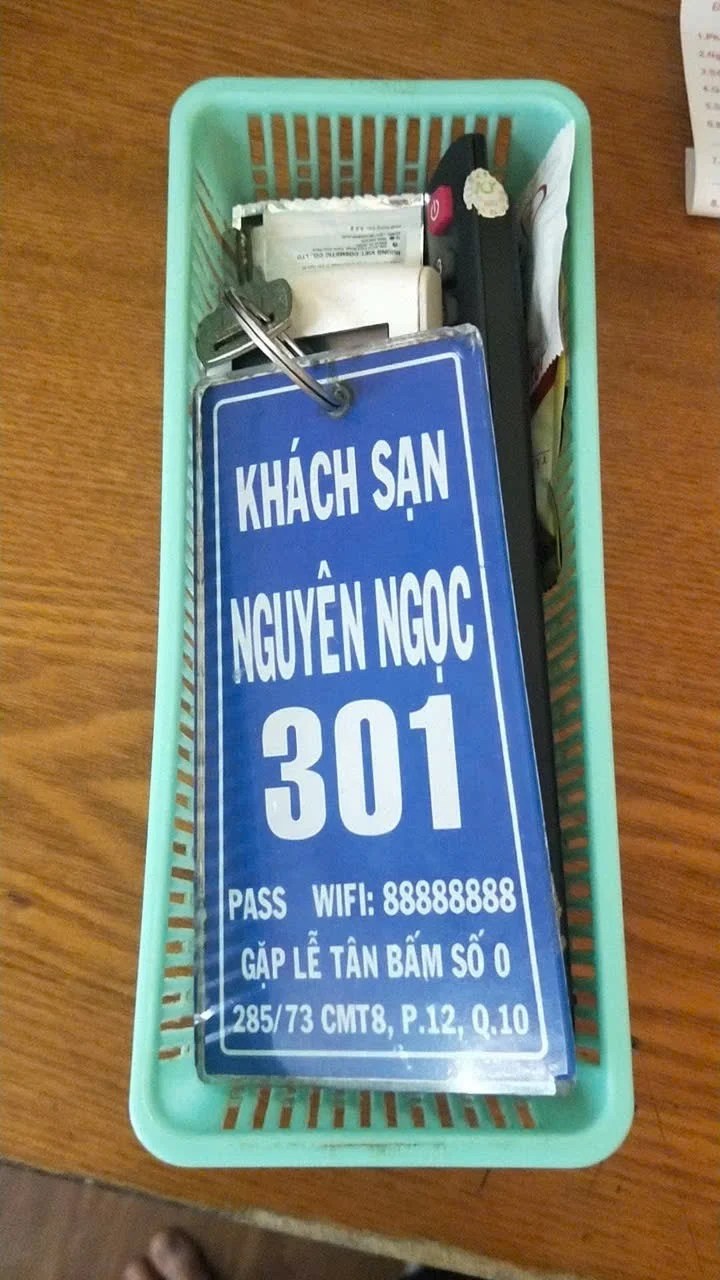 KHÁCH SẠN
NGUYÊN NGỌC
301
PASS WIFI: 88888888
GẶP LỄ TÂN BẤM SỐ 0
285/73 CMT8, P.12, Q.10